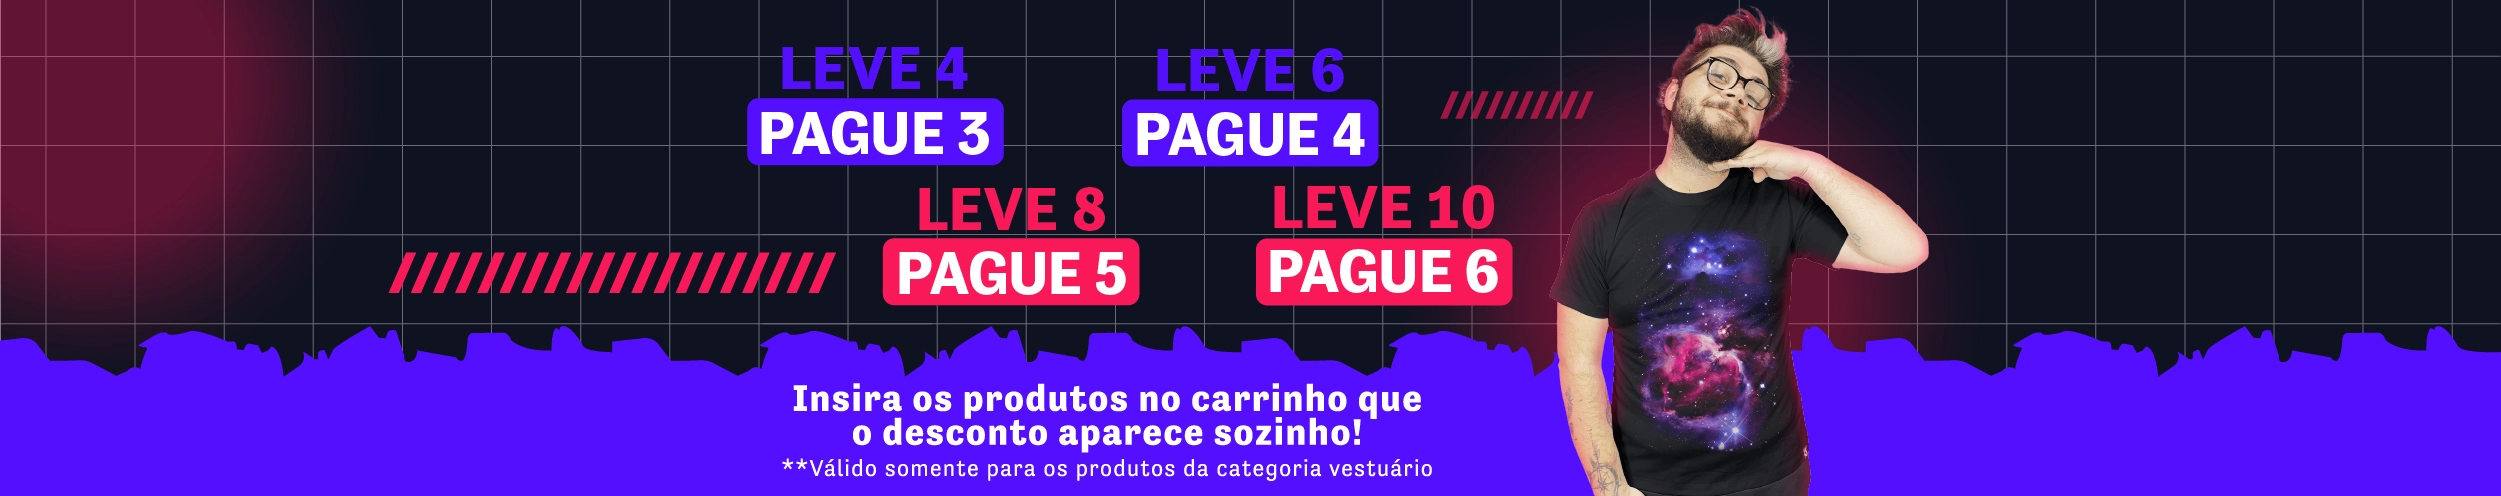 LEVE 4
PAGUE 3
LEVE 6
PAGUE 4
LEVE 8
PAGUE 5
LEVE 10
PAGUE 6
Insira os produtos no carrinho que
o desconto aparece sozinho!
**Válido somente para os produtos da categoria vestuário